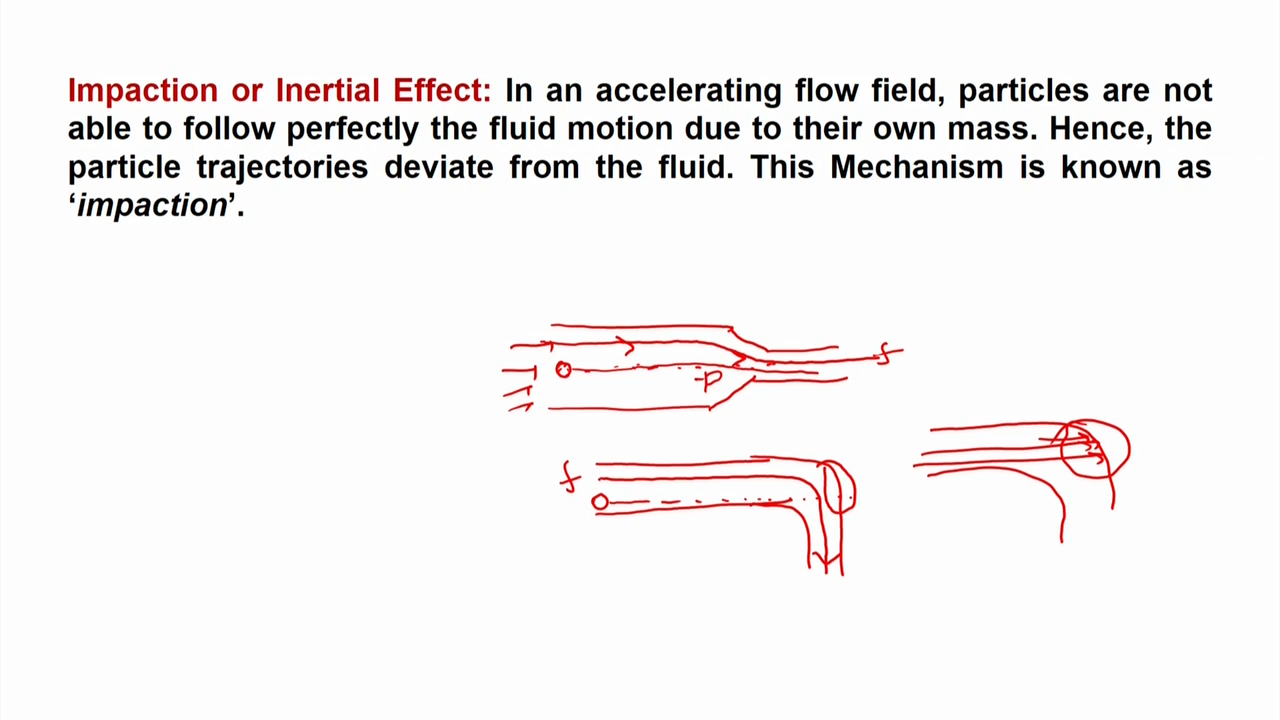 Impaction or Inertial Effect: In an accelerating flow field, particles are not
able to follow perfectly the fluid motion due to their own mass. Hence, the
particle trajectories deviate from the fluid. This Mechanism is known as
‘impaction’.
f
P
f